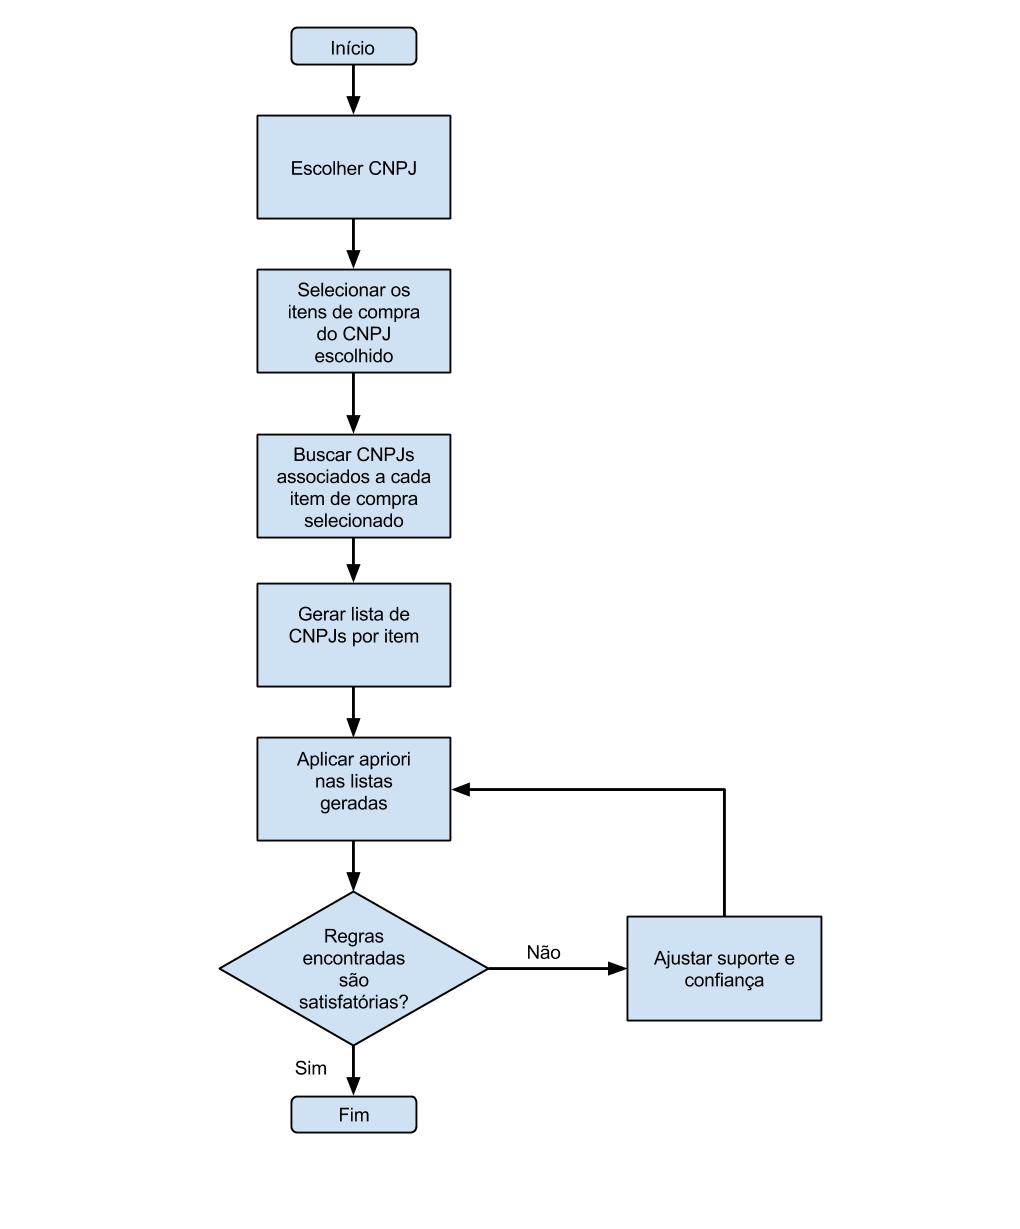 Início
Escolher CNPJ
Selecionar os
itens de compra
do CNPJ
escolhido
Buscar CNPJs
associados a cada
item de compra
selecionado
Gerar lista de
CNPJs por item
Aplicar apriori
nas listas
geradas
Regras
encontradas
são
satisfatórias?
Não
Ajustar suporte e
confiança
Sim
Fim